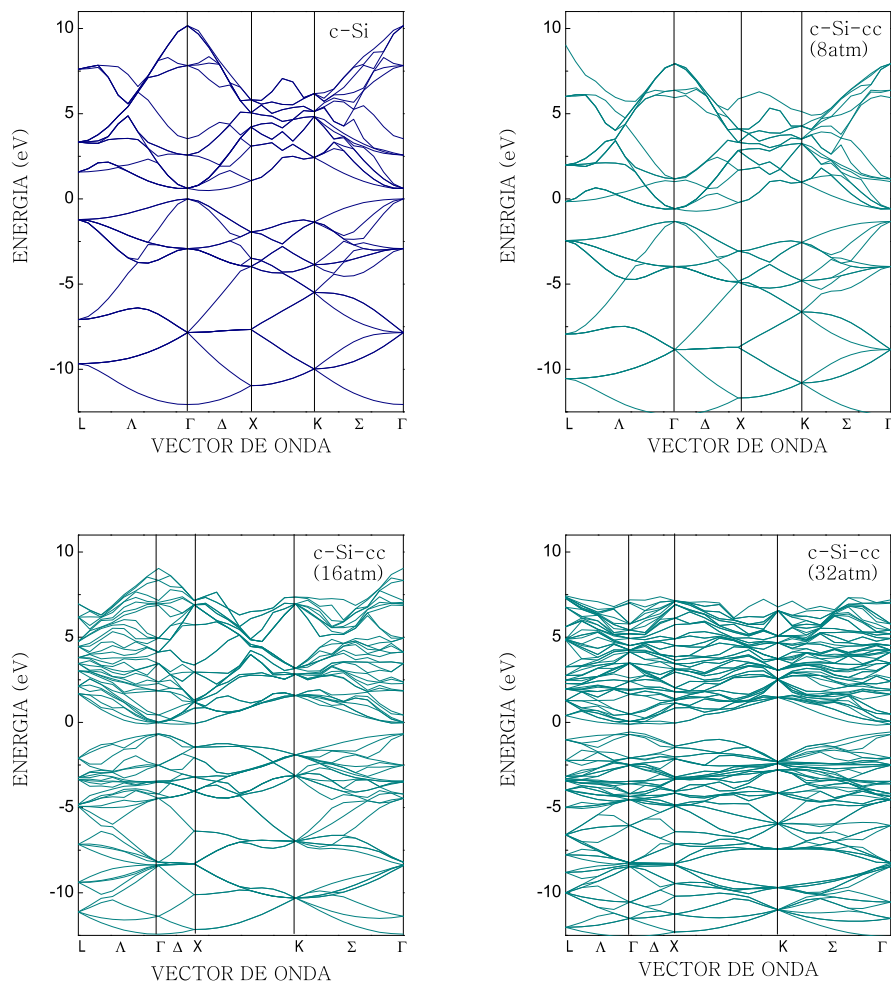 c-Si
10
5
0
-5
-10
ENERGIA (eV)
L Λ Γ Δ X K Σ Γ
VECTOR DE ONDA
c-Si-cc
(8atm)
10
5
0
-5
-10
ENERGIA (eV)
L Λ Γ Δ X K Σ Γ
VECTOR DE ONDA
c-Si-cc
(16atm)
10
5
0
-5
-10
ENERGIA (eV)
L Λ Γ Δ X K Σ Γ
VECTOR DE ONDA
c-Si-cc
(32atm)
10
5
0
-5
-10
ENERGIA (eV)
L Λ Γ Δ X K Σ Γ
VECTOR DE ONDA